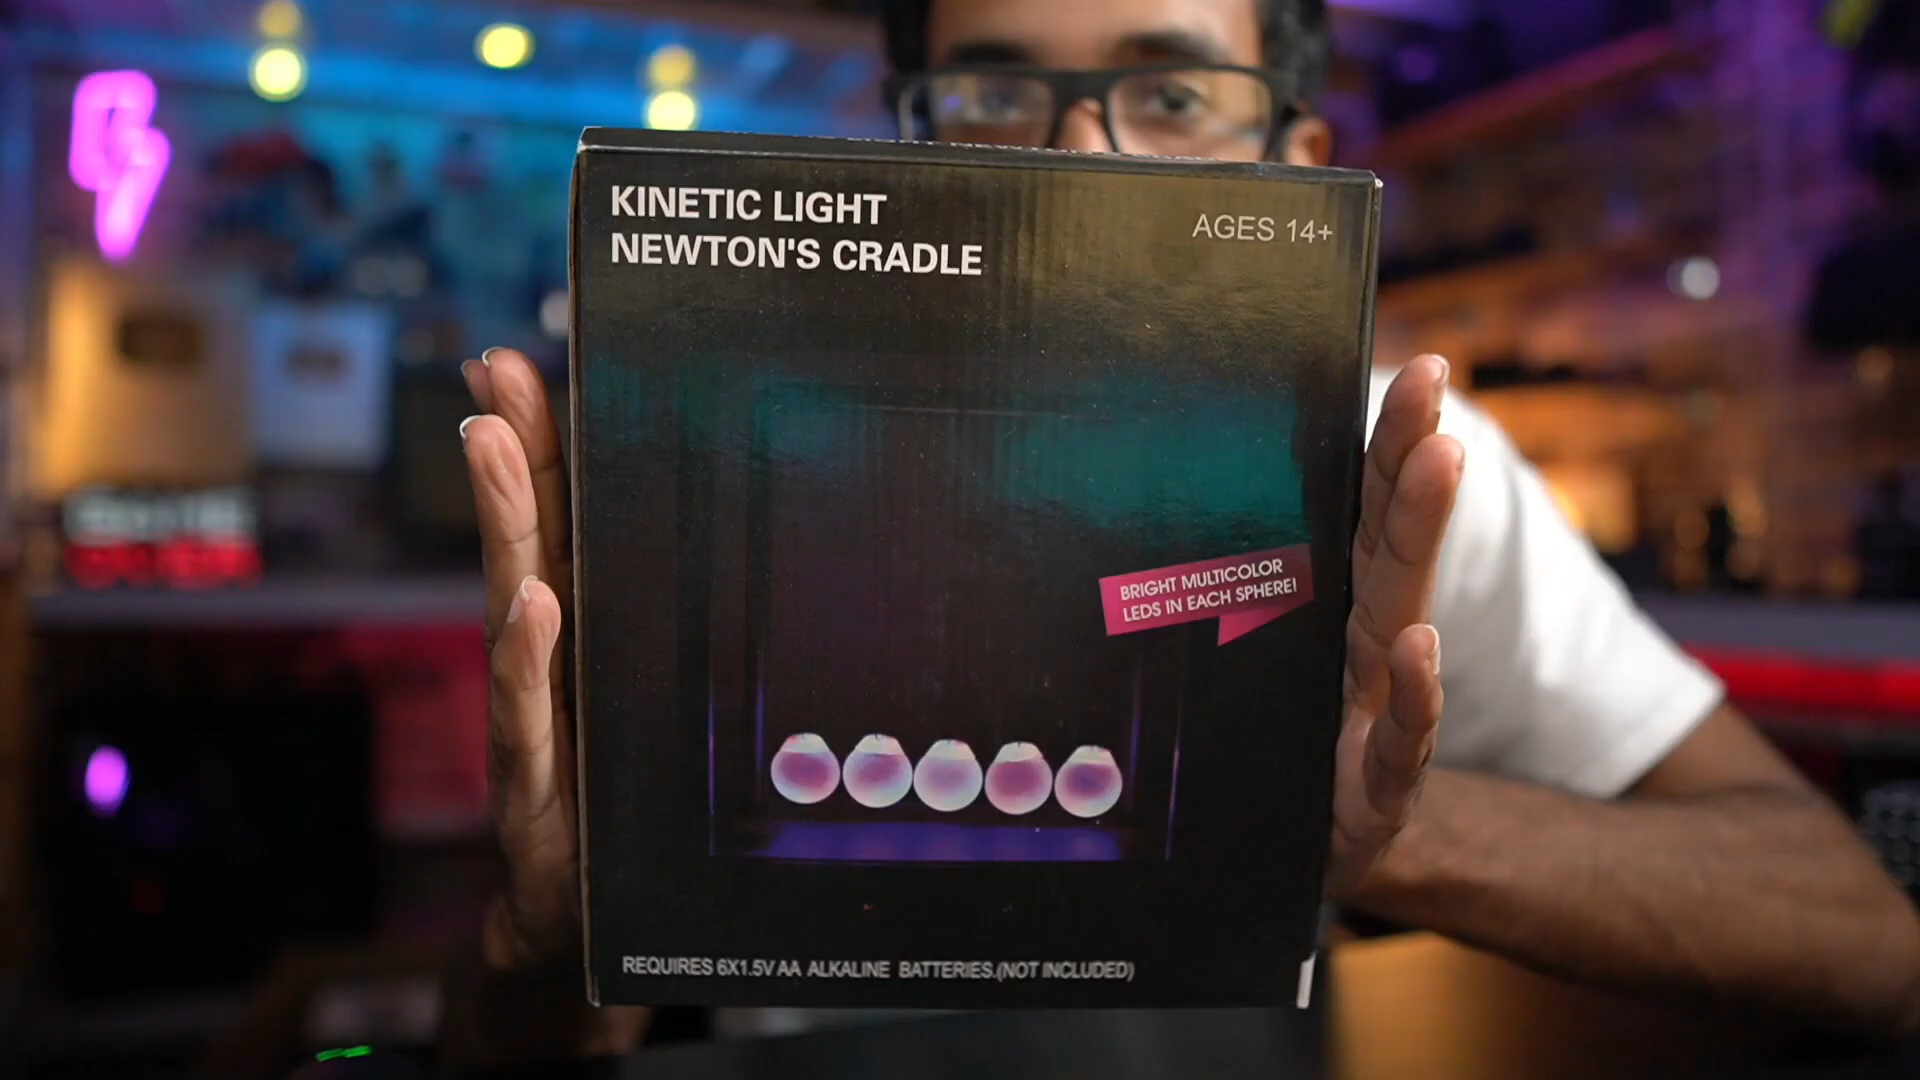 KINETIC LIGHT
NEWTON'S CRADLE
AGES 14+
BRIGHT MULTICOLOR
LEDS IN EACH SPHERE!
REQUIRES 6X1.5V AA ALKALINE BATTERIES.(NOT INCLUDED)